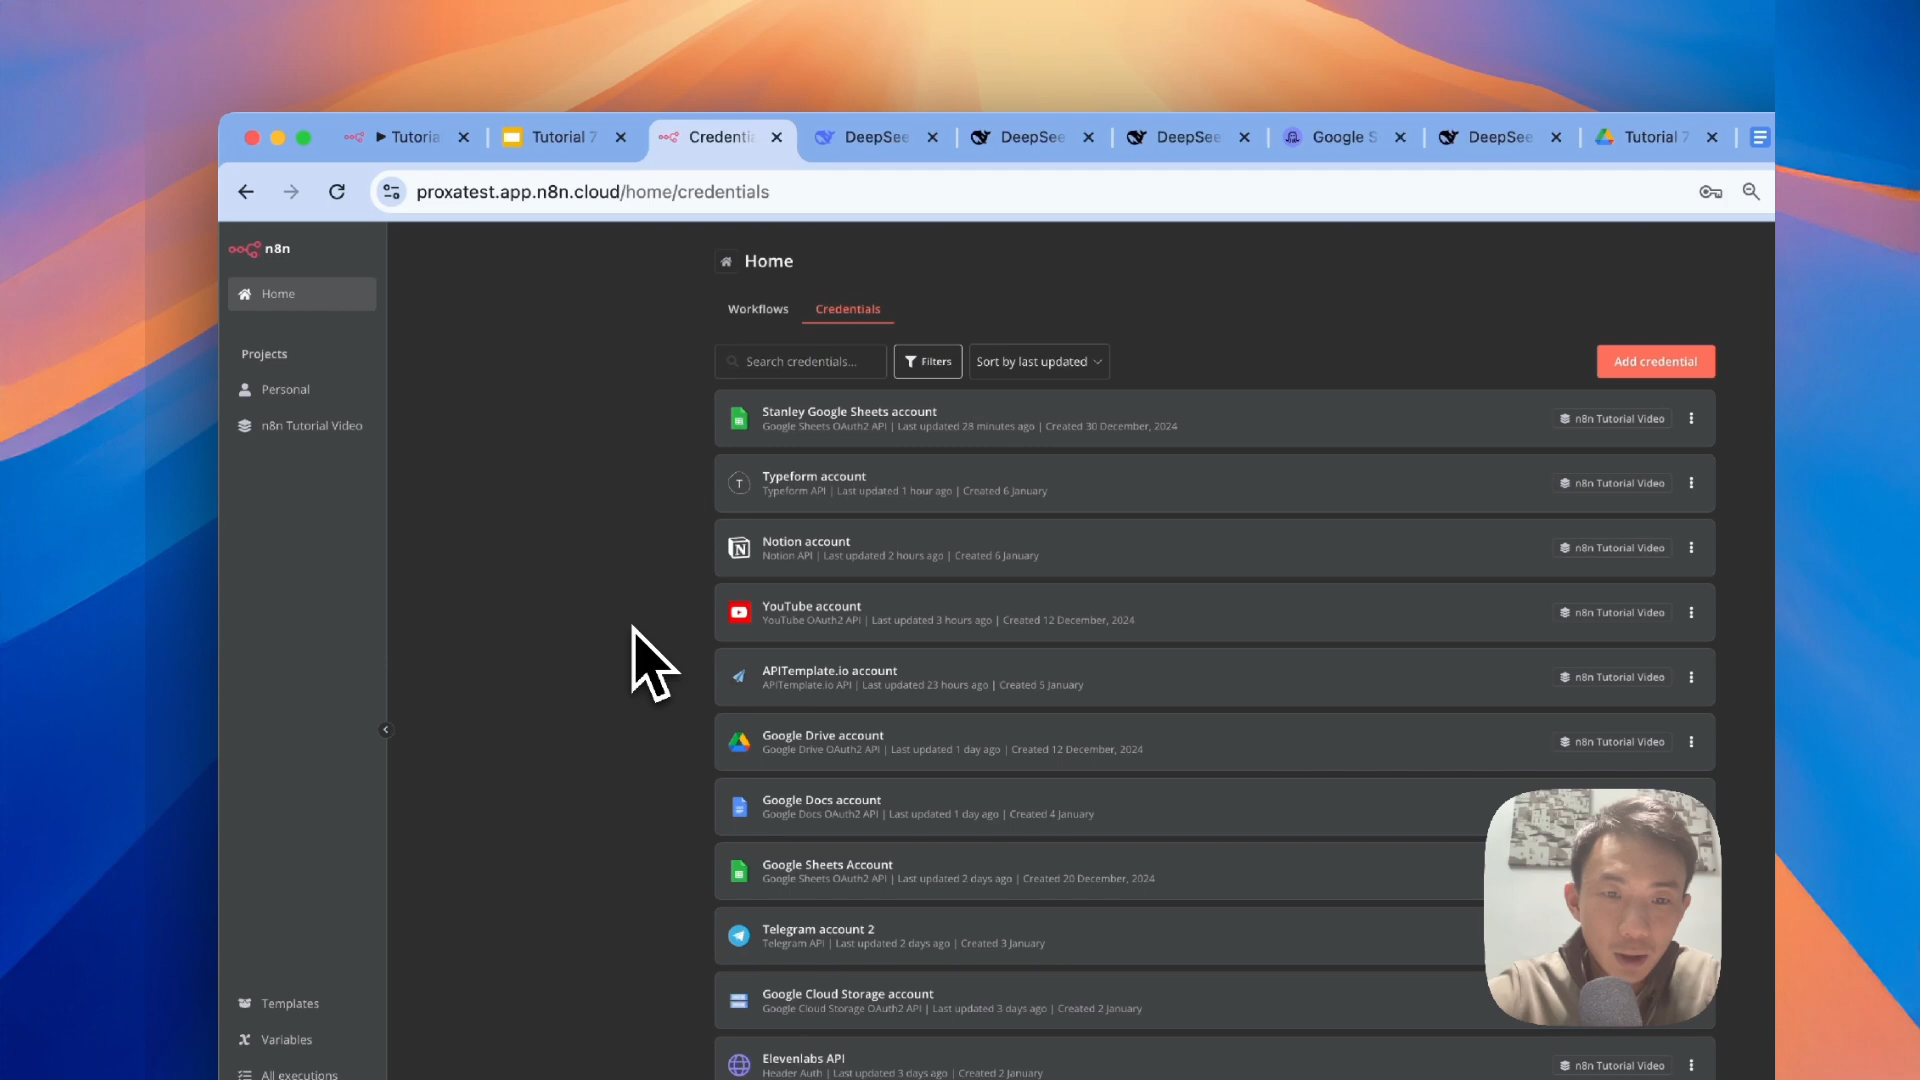 Tutoria
Tutorial 7
Credentia
DeepSee
DeepSee
DeepSee
Google S
DeepSee
Tutorial 7
proxatest.app.n8n.cloud/home/credentials
n8n
Home
Projects
Personal
n8n Tutorial Video
Templates
Variables
All executions
Home
Workflows
Credentials
Search credentials...
Filters
Sort by last updated
Add credential
Stanley Google Sheets account
Google Sheets OAuth2 API | Last updated 28 minutes ago | Created 30 December, 2024
n8n Tutorial Video
Typeform account
Typeform API | Last updated 1 hour ago | Created 6 January
n8n Tutorial Video
Notion account
Notion API | Last updated 2 hours ago | Created 6 January
n8n Tutorial Video
YouTube account
YouTube OAuth2 API | Last updated 3 hours ago | Created 12 December, 2024
n8n Tutorial Video
APITemplate.io account
APITemplate.io API | Last updated 23 hours ago | Created 5 January
n8n Tutorial Video
Google Drive account
Google Drive OAuth2 API | Last updated 1 day ago | Created 12 December, 2024
n8n Tutorial Video
Google Docs account
Google Docs OAuth2 API | Last updated 1 day ago | Created 4 January
Google Sheets Account
Google Sheets OAuth2 API | Last updated 2 days ago | Created 20 December, 2024
Telegram account 2
Telegram API | Last updated 2 days ago | Created 3 January
Google Cloud Storage account
Google Cloud Storage OAuth2 API | Last updated 3 days ago | Created 2 January
Elevenlabs API
Header Auth | Last updated 3 days ago | Created 2 January
n8n Tutorial Video